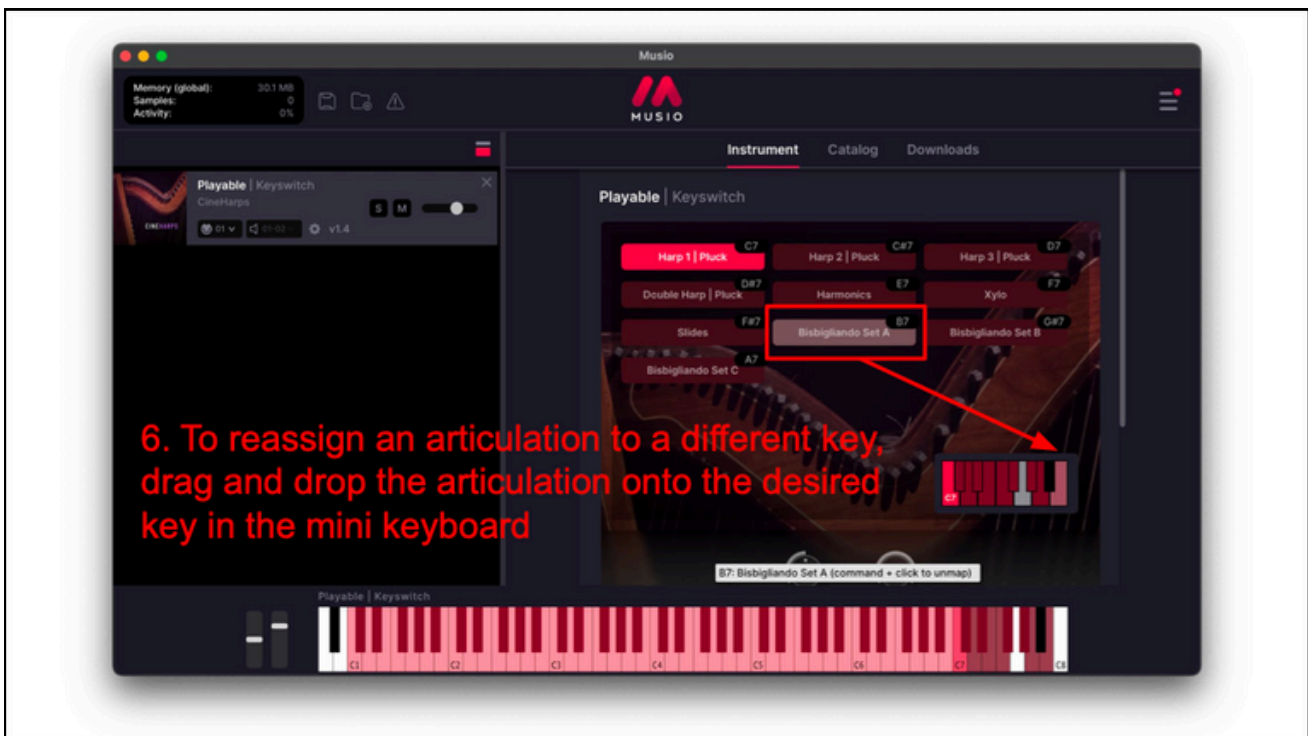 Musio
Memory (global): 30.1 MB
Samples: 0
Activity: 0%
MUSIO
Instrument Catalog Downloads
Playable | Keyswitch
CineHarps
CINEHARPS
S M
01 01-02 v1.4
Playable | Keyswitch
C7 C#7 D7
Harp 1 | Pluck Harp 2 | Pluck Harp 3 | Pluck
D#7 E7 F7
Double Harp | Pluck Harmonics Xylo
F#7 B7 G#7
Slides Bisbigliando Set A Bisbigliando Set B
A7
Bisbigliando Set C
6. To reassign an articulation to a different key,
drag and drop the articulation onto the desired
key in the mini keyboard
C7
B7: Bisbigliando Set A (command + click to unmap)
Playable | Keyswitch
C1 C2 C3 C4 C5 C6 C7 C8